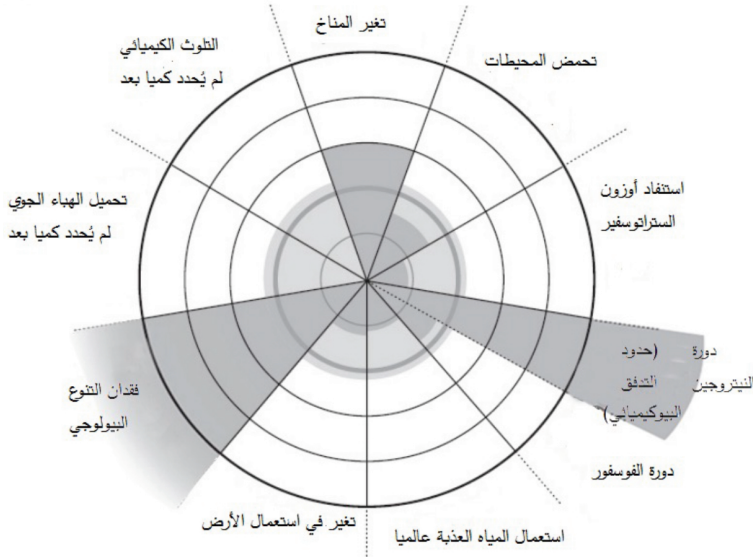 تغير المناخ
التلوث الكيميائي
لم يُحدد كميا بعد
تحمض المحيطات
استنفاد أوزون
الستراتوسفير
تحميل الهباء الجوي
لم يُحدد كميا بعد
دورة (حدود
النيتروجين التدفق
البيوكيميائي)
فقدان التنوع
البيولوجي
دورة الفوسفور
تغير في استعمال الأرض
استعمال المياه العذبة عالميا